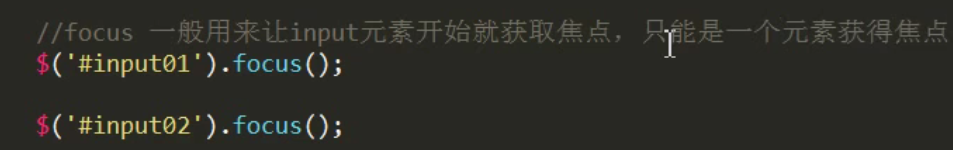 //focus 一般用来让input元素开始就获取焦点，只能是一个元素获得焦点
$('#input01').focus();
$('#input02').focus();